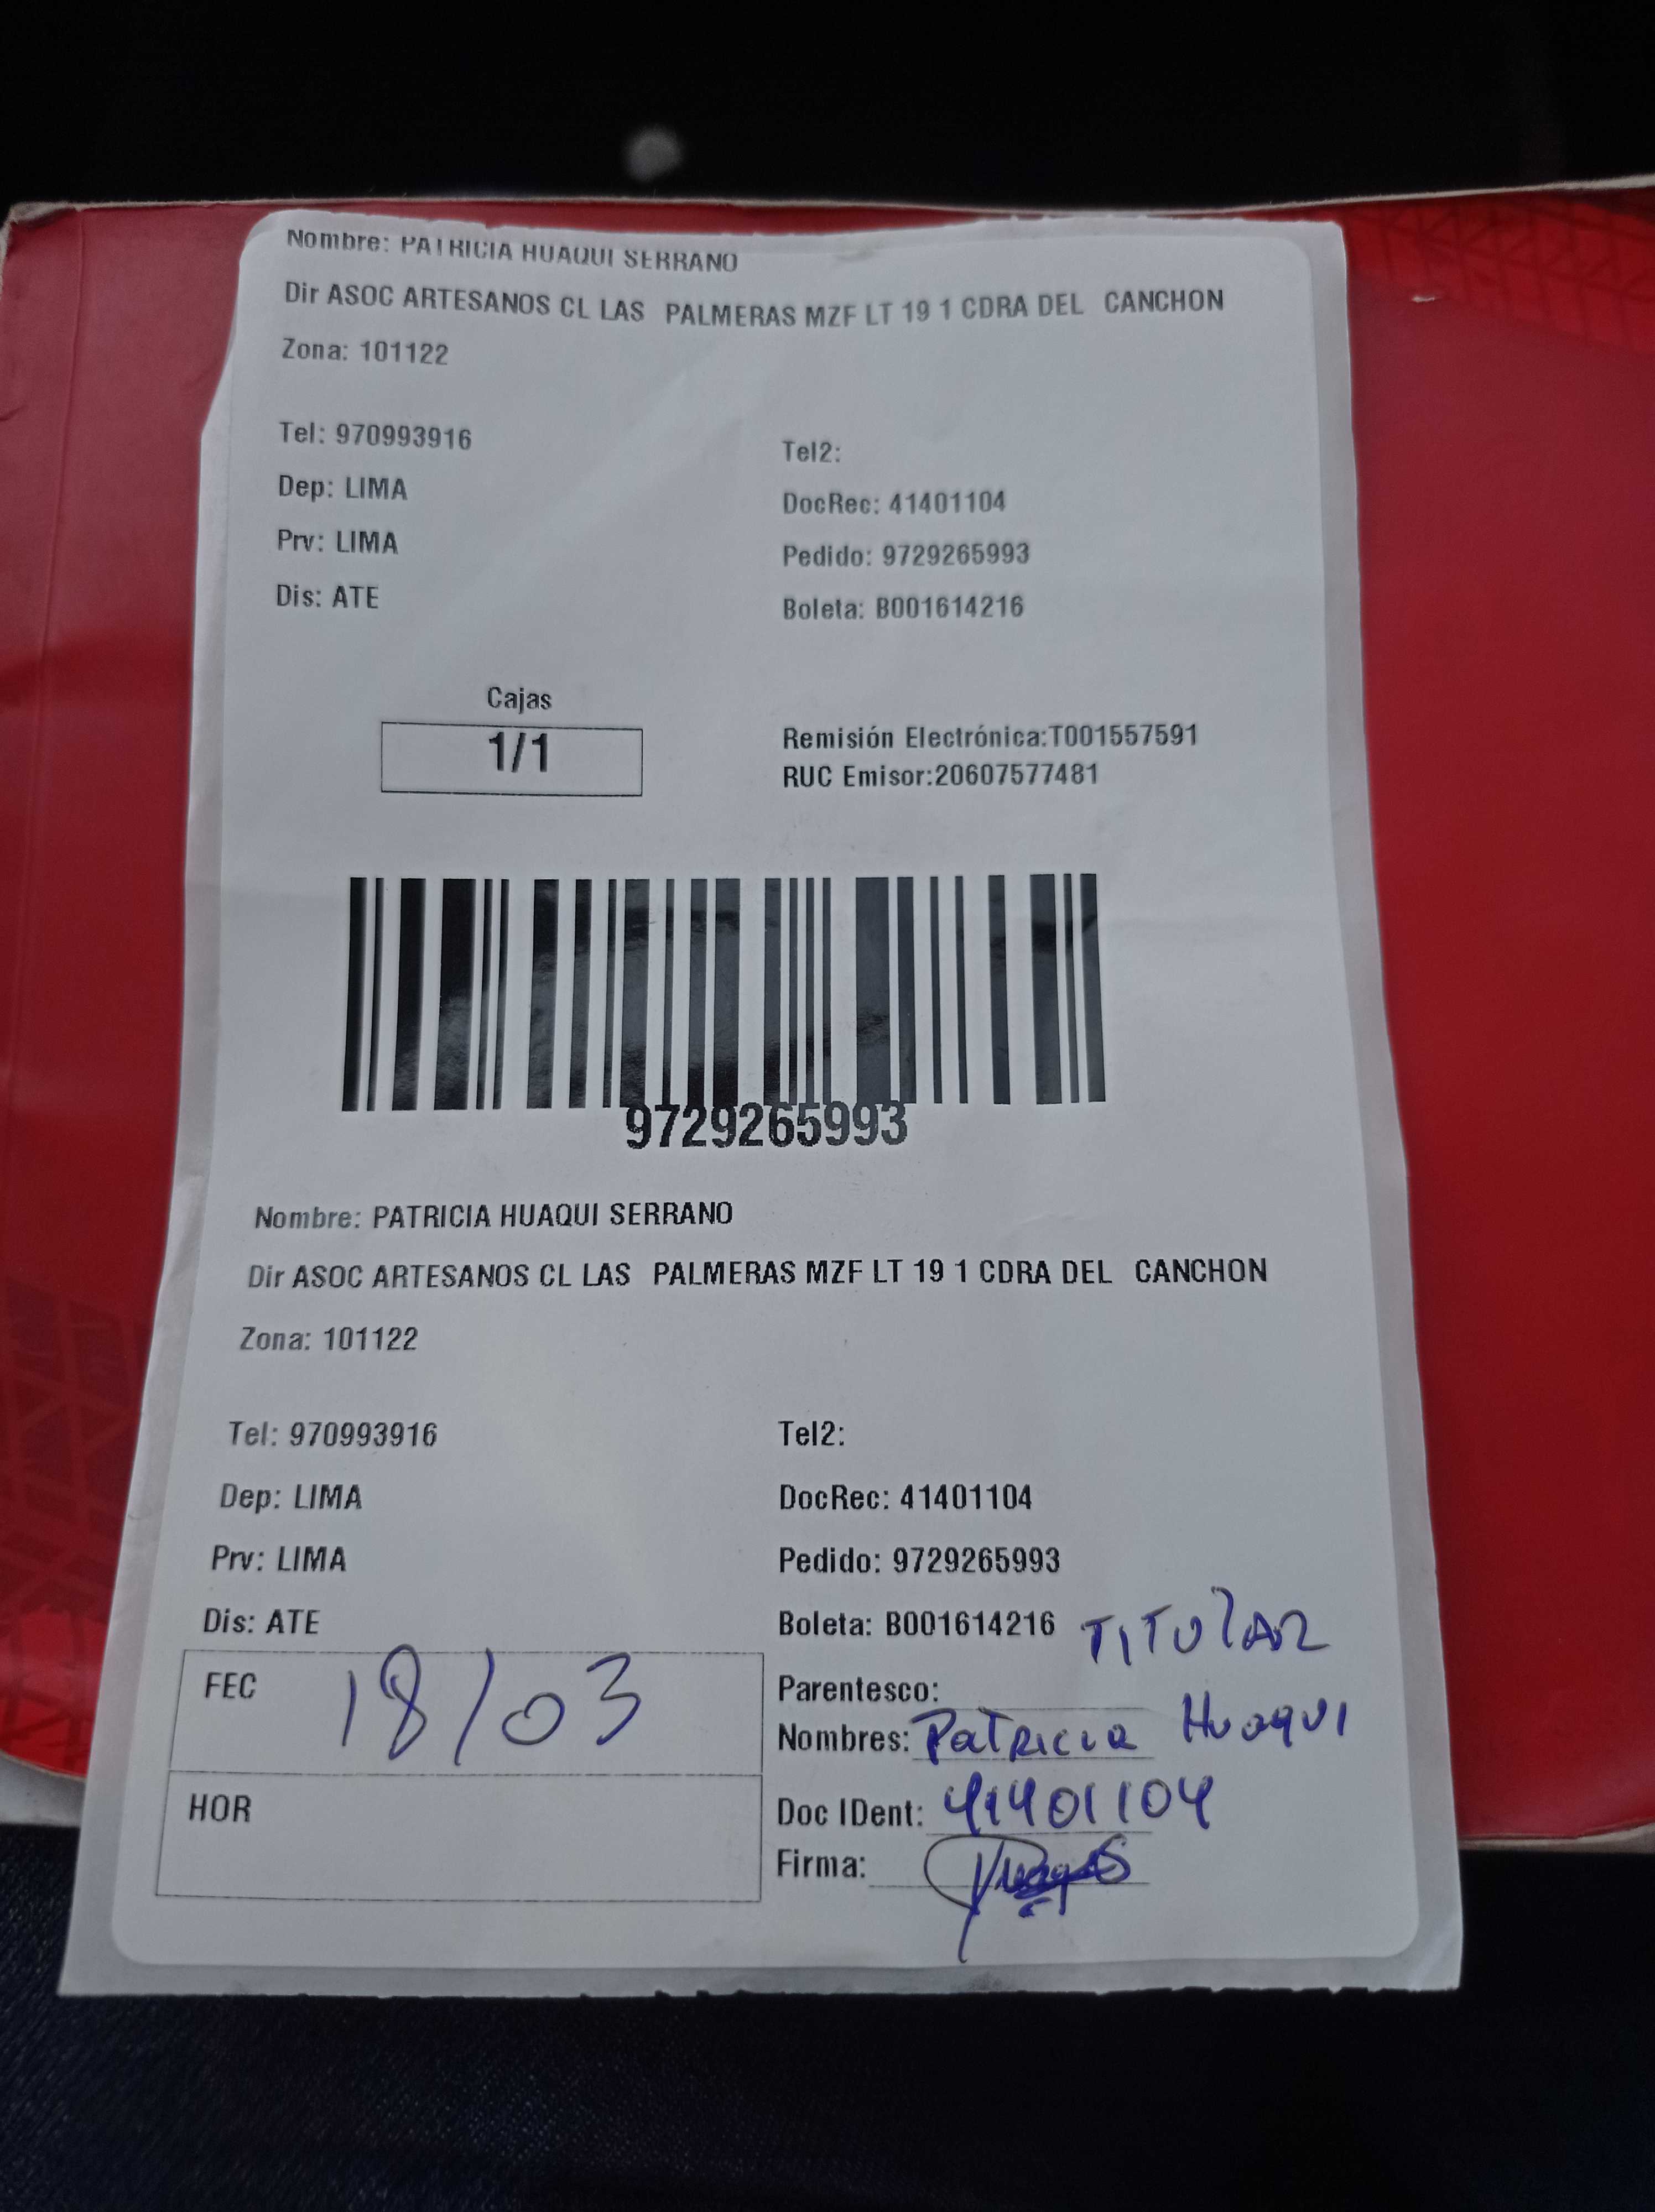 Nombre: PATRICIA HUAQUI SERRANO
Dir ASOC ARTESANOS CL LAS PALMERAS MZF LT 19 1 CDRA DEL CANCHON
Zona: 101122
Tel: 970993916
Tel2:
Dep: LIMA
DocRec: 41401104
Prv: LIMA
Pedido: 9729265993
Dis: ATE
Boleta: B001614216
Cajas
1/1
Remisión Electrónica:T001557591
RUC Emisor:20607577481
9729265993
Nombre: PATRICIA HUAQUI SERRANO
Dir ASOC ARTESANOS CL LAS PALMERAS MZF LT 19 1 CDRA DEL CANCHON
Zona: 101122
Tel: 970993916
Tel2:
Dep: LIMA
DocRec: 41401104
Prv: LIMA
Pedido: 9729265993
Dis: ATE
Boleta: B001614216
TITULAR
FEC 18/03
Parentesco:
Nombres: Patricia Huaqui
HOR
Doc IDent: 41401104
Firma: